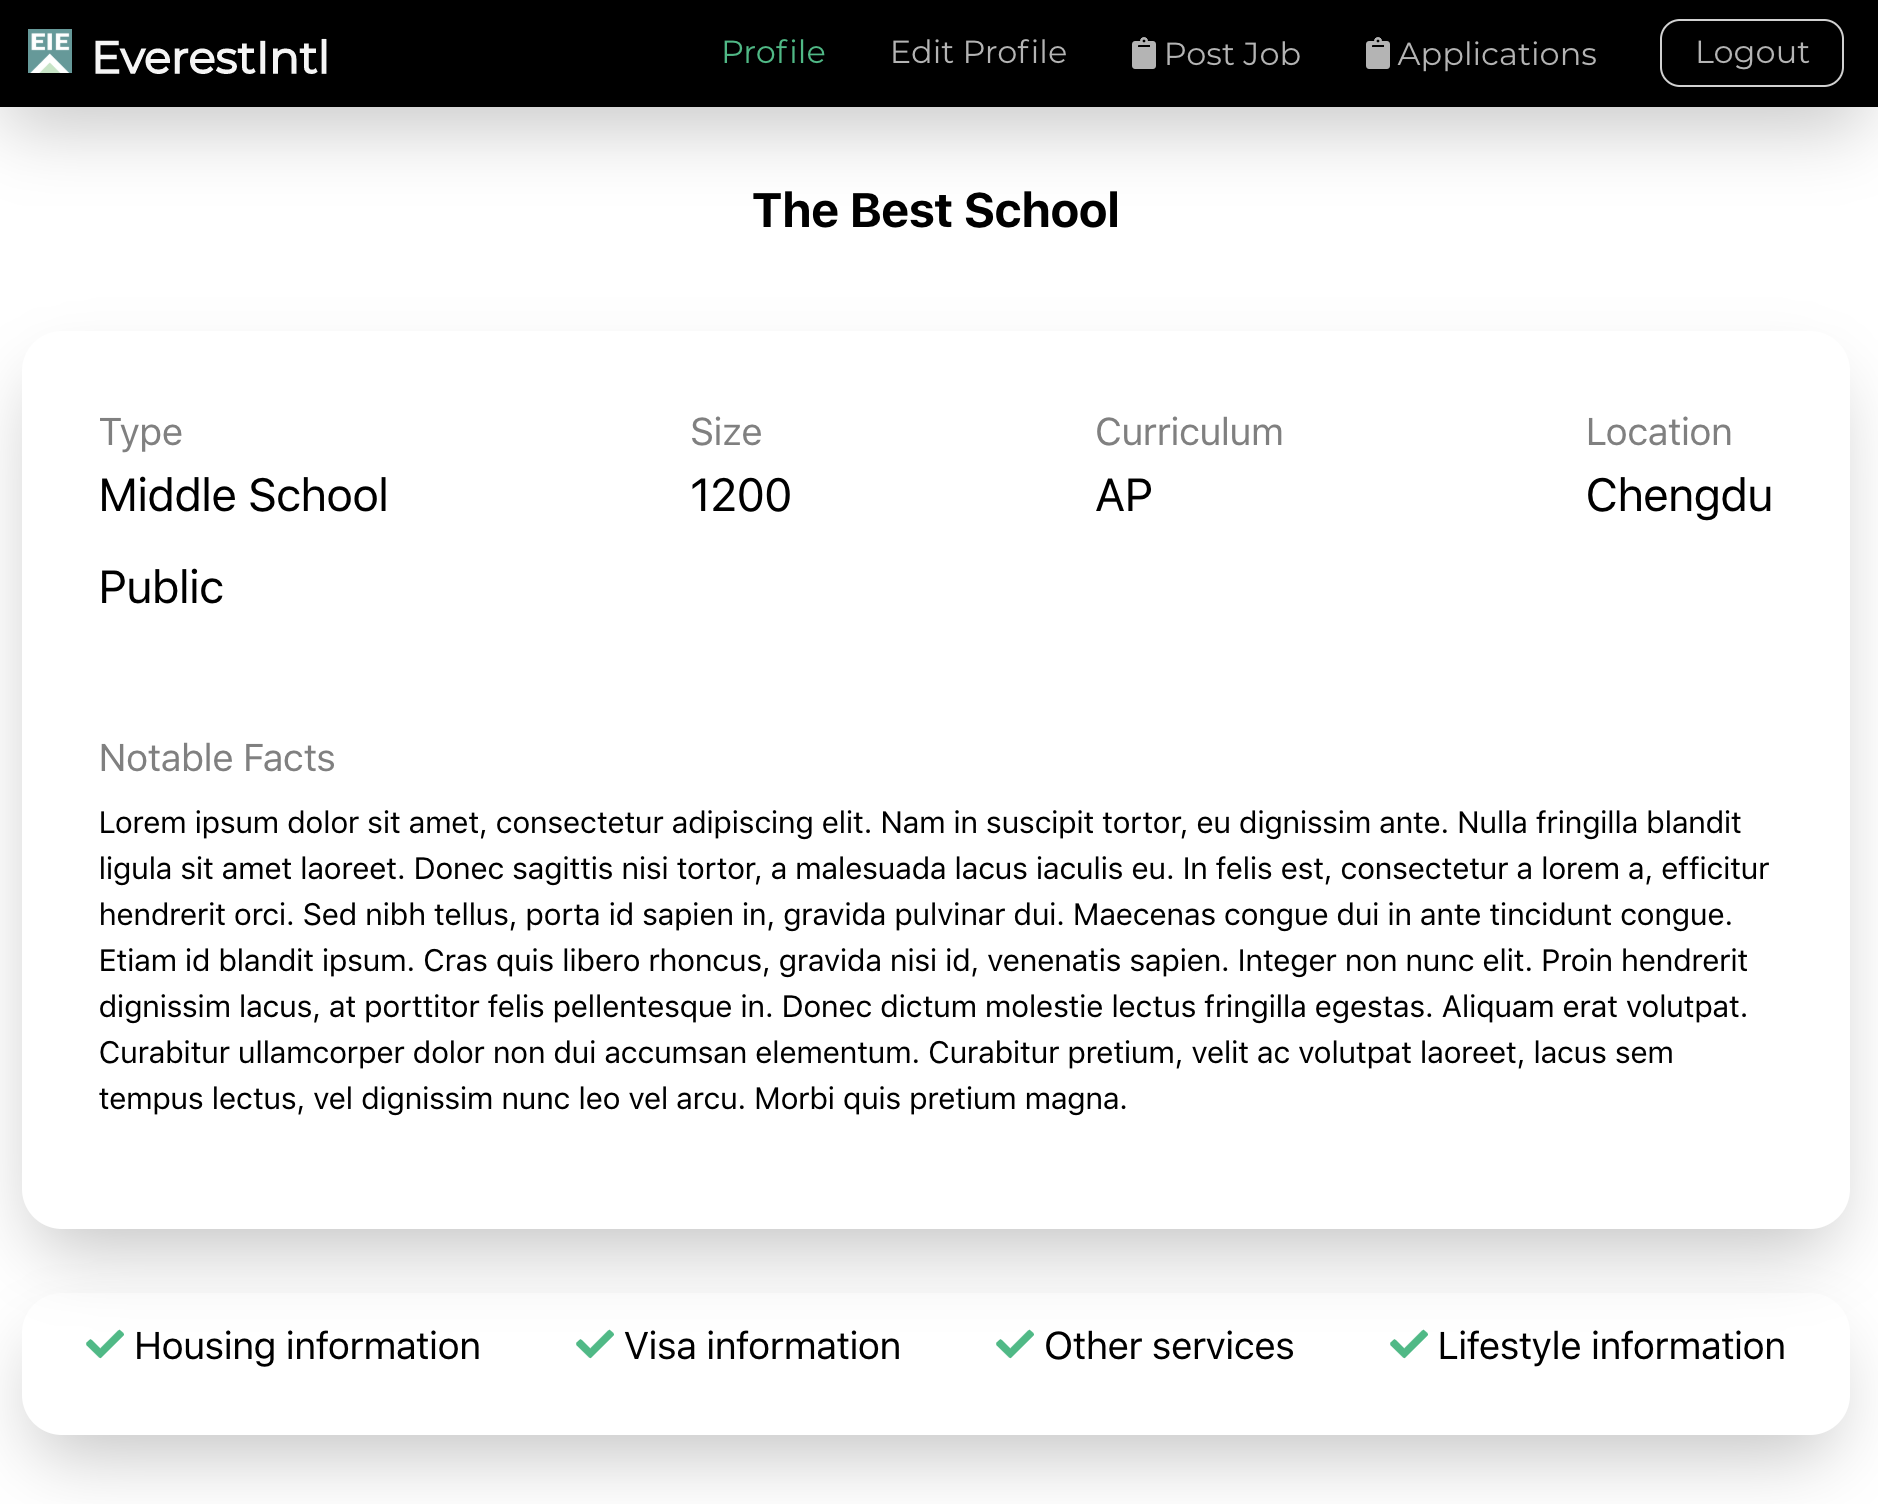 EIE EverestIntl Profile Edit Profile Post Job Applications Logout
The Best School
Type Size Curriculum Location
Middle School 1200 AP Chengdu
Public
Notable Facts
Lorem ipsum dolor sit amet, consectetur adipiscing elit. Nam in suscipit tortor, eu dignissim ante. Nulla fringilla blandit
ligula sit amet laoreet. Donec sagittis nisi tortor, a malesuada lacus iaculis eu. In felis est, consectetur a lorem a, efficitur
hendrerit orci. Sed nibh tellus, porta id sapien in, gravida pulvinar dui. Maecenas congue dui in ante tincidunt congue.
Etiam id blandit ipsum. Cras quis libero rhoncus, gravida nisi id, venenatis sapien. Integer non nunc elit. Proin hendrerit
dignissim lacus, at porttitor felis pellentesque in. Donec dictum molestie lectus fringilla egestas. Aliquam erat volutpat.
Curabitur ullamcorper dolor non dui accumsan elementum. Curabitur pretium, velit ac volutpat laoreet, lacus sem
tempus lectus, vel dignissim nunc leo vel arcu. Morbi quis pretium magna.
Housing information Visa information Other services Lifestyle information